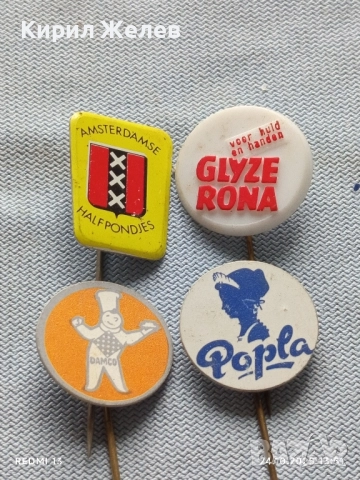 Кирил Желев
AMSTERDAMSE
HALFPONDJES
voor huid
en handen
GLYZE
RONA
DAMCO
Popla
REDMI 13